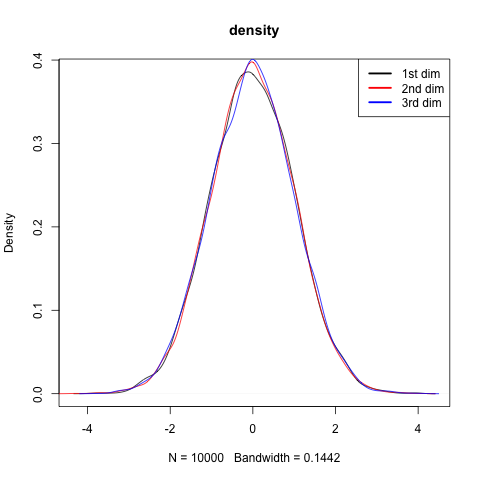 density
1st dim
2nd dim
3rd dim
Density
0.0
0.1
0.2
0.3
0.4
-4
-2
0
2
4
N = 10000 Bandwidth = 0.1442